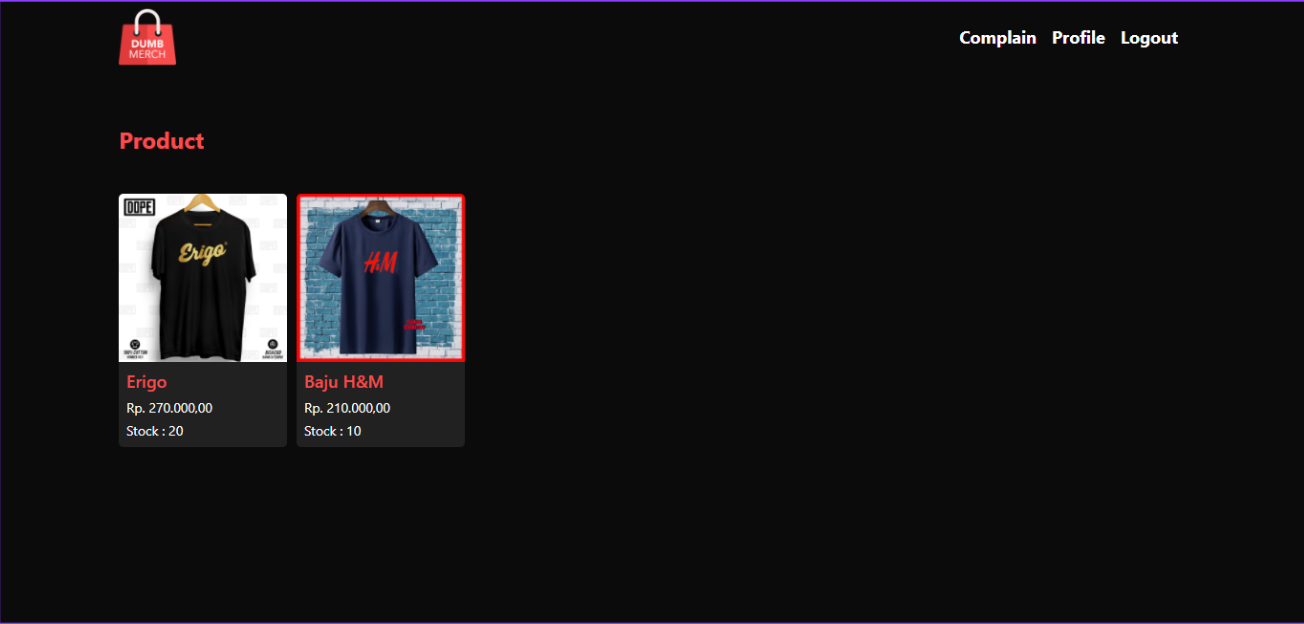 DUMB
MERCH
Complain Profile Logout
Product
DOPE
Erigo
H&M
Erigo
Rp. 270.000,00
Stock : 20
Baju H&M
Rp. 210.000,00
Stock : 10